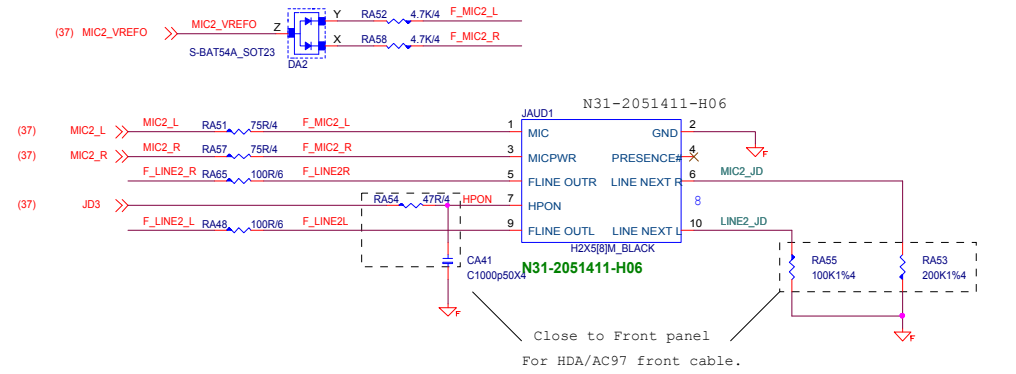 Y RA52 4.7K/4 F_MIC2_L
(37) MIC2_VREFO MIC2_VREFO Z
X RA58 4.7K/4 F_MIC2_R
S-BAT54A_SOT23
DA2
N31-2051411-H06
JAUD1
(37) MIC2_L MIC2_L RA51 75R/4 F_MIC2_L 1 MIC GND 2
F
(37) MIC2_R MIC2_R RA57 75R/4 F_MIC2_R 3 MICPWR PRESENCE# 4
F_LINE2_R RA65 100R/6 F_LINE2R 5 FLINE OUTR LINE NEXT R 6 MIC2_JD
(37) JD3 RA54 47R/4 HPON 7 HPON 8
F_LINE2_L RA48 100R/6 F_LINE2L 9 FLINE OUTL LINE NEXT L 10 LINE2_JD
H2X5[8]M_BLACK
N31-2051411-H06
CA41
C1000p50X4
F
RA55
100K1%4
RA53
200K1%4
F
Close to Front panel
For HDA/AC97 front cable.